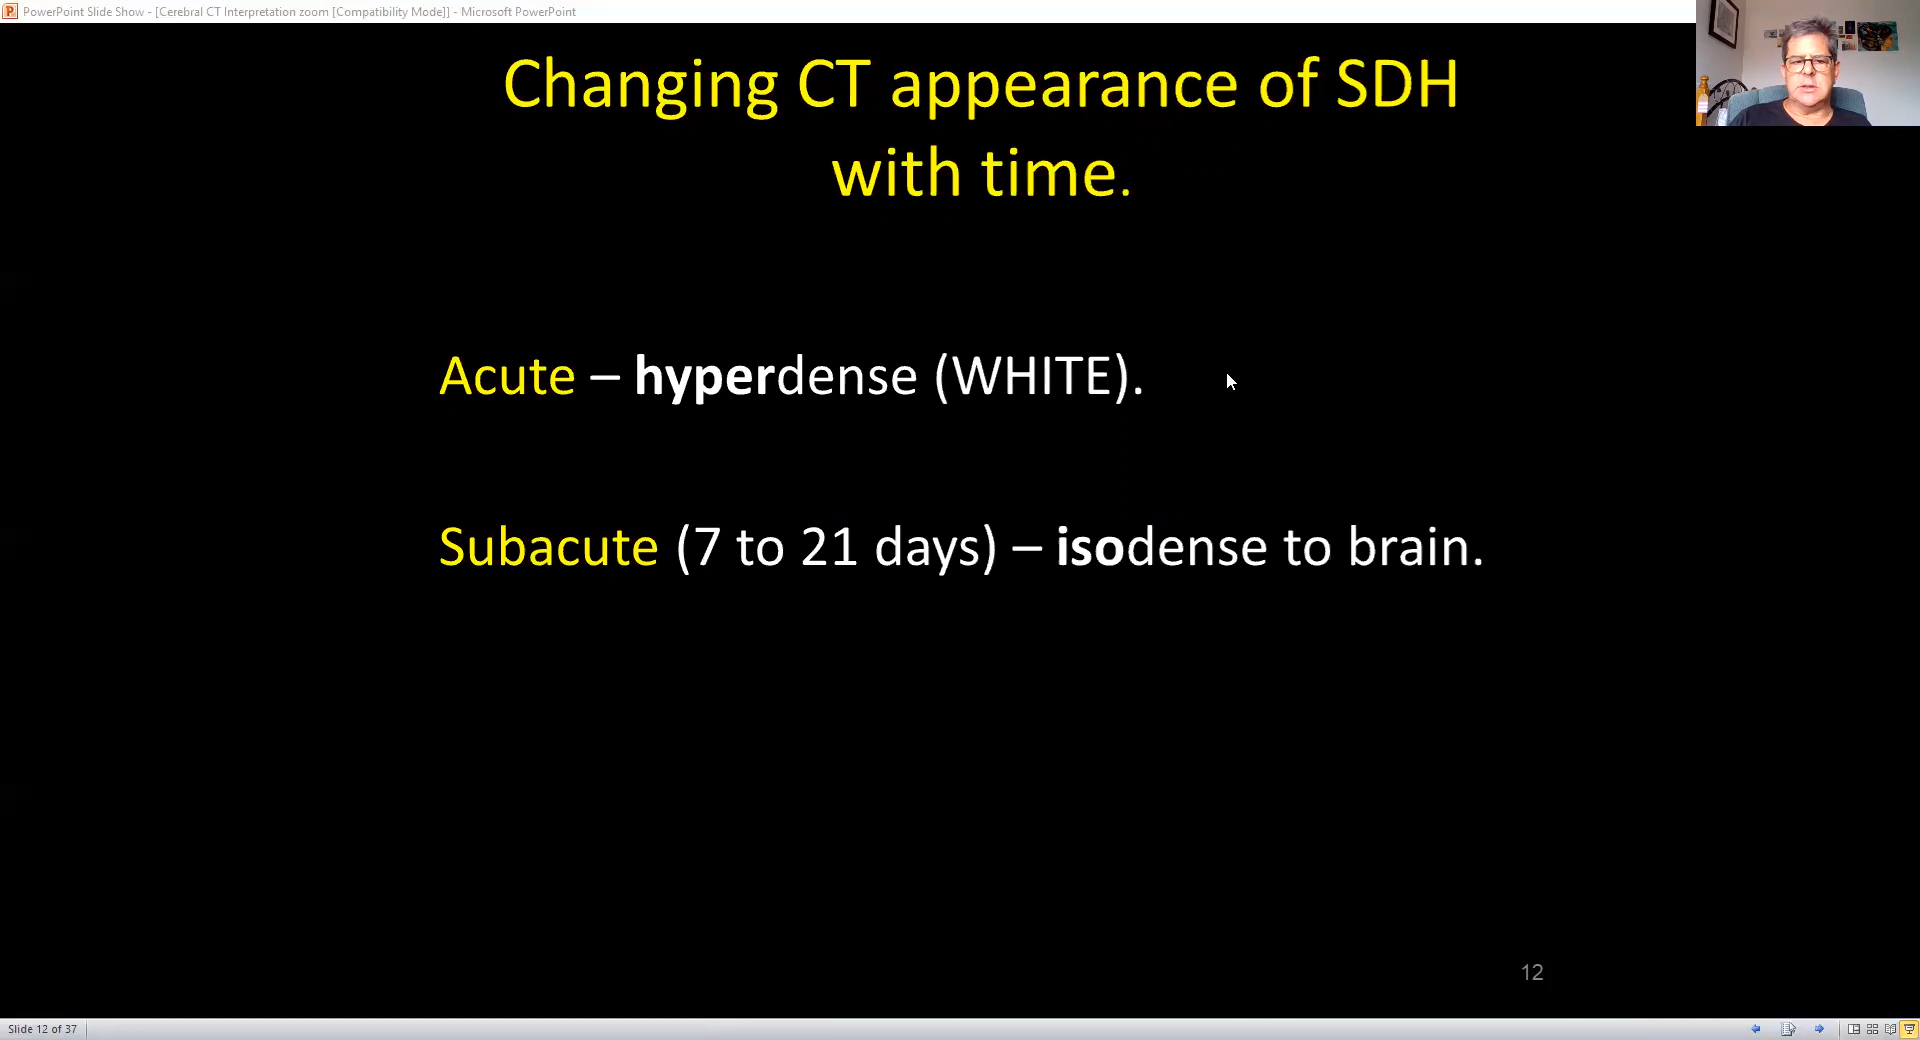 PowerPoint Slide Show - [Cerebral CT Interpretation zoom [Compatibility Mode]] - Microsoft PowerPoint
Changing CT appearance of SDH
with time.
Acute – hyperdense (WHITE).
Subacute (7 to 21 days) – isodense to brain.
12
Slide 12 of 37